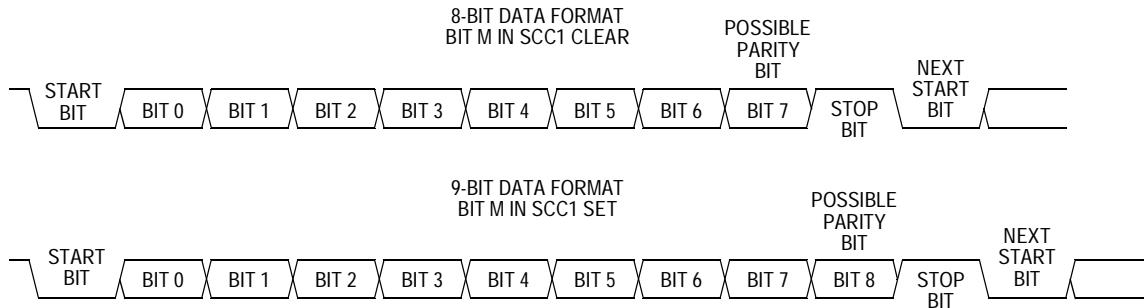 8-BIT DATA FORMAT
BIT M IN SCC1 CLEAR
POSSIBLE
PARITY
BIT
START
BIT
BIT 0
BIT 1
BIT 2
BIT 3
BIT 4
BIT 5
BIT 6
BIT 7
STOP
BIT
NEXT
START
BIT
9-BIT DATA FORMAT
BIT M IN SCC1 SET
POSSIBLE
PARITY
BIT
START
BIT
BIT 0
BIT 1
BIT 2
BIT 3
BIT 4
BIT 5
BIT 6
BIT 7
BIT 8
STOP
BIT
NEXT
START
BIT